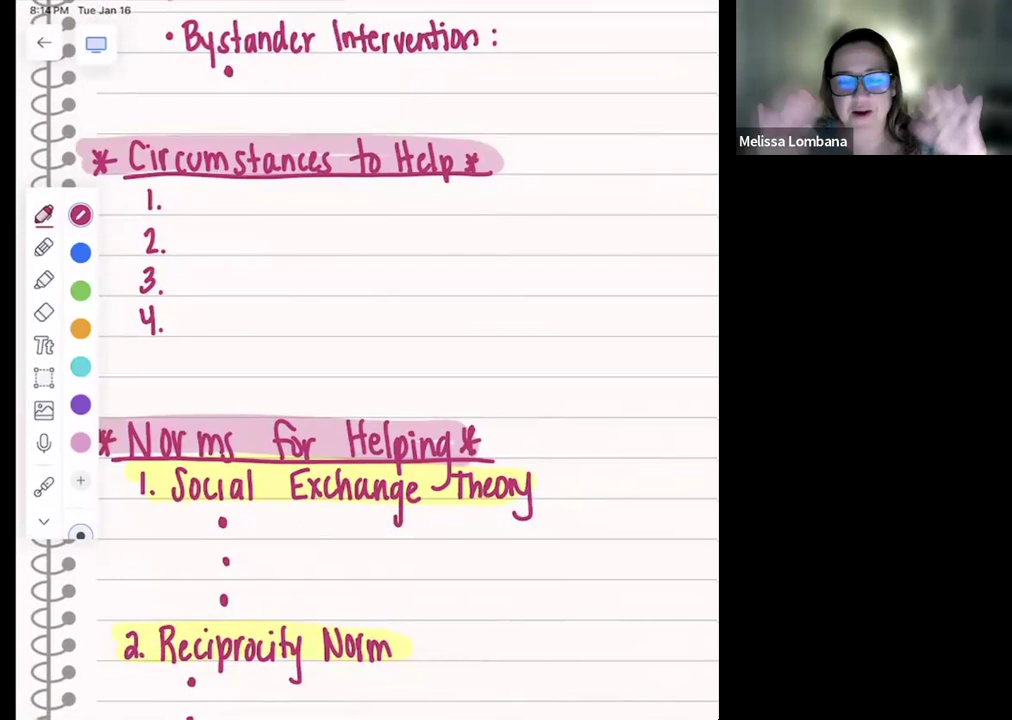 8:14 PM Tue Jan 16
• Bystander Intervention :
•
Melissa Lombana
* Circumstances to Help *
1.
2.
3.
4.
Tt
* Norms for Helping *
1. Social Exchange Theory
•
•
•
2. Reciprocity Norm
•